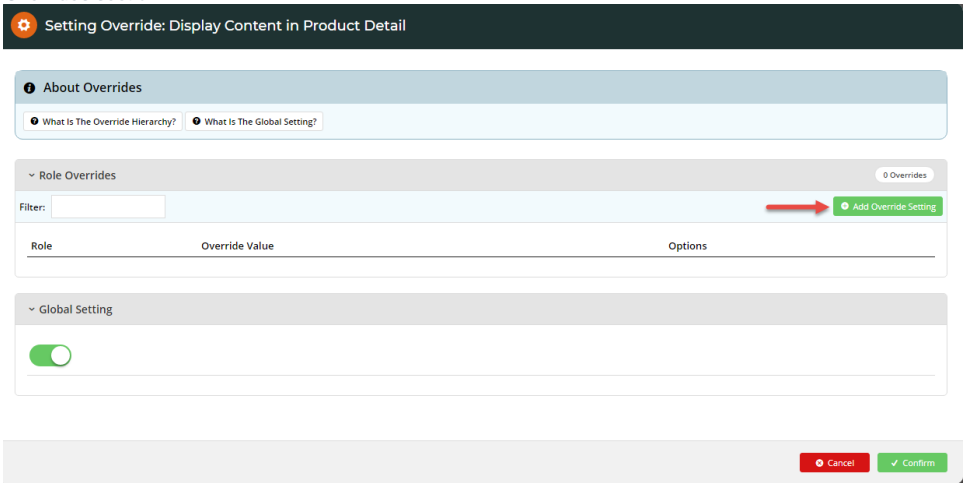 Setting Override: Display Content in Product Detail
About Overrides
What Is The Override Hierarchy? What Is The Global Setting?
Role Overrides 0 Overrides
Filter: Add Override Setting
Role Override Value Options
Global Setting
Cancel Confirm